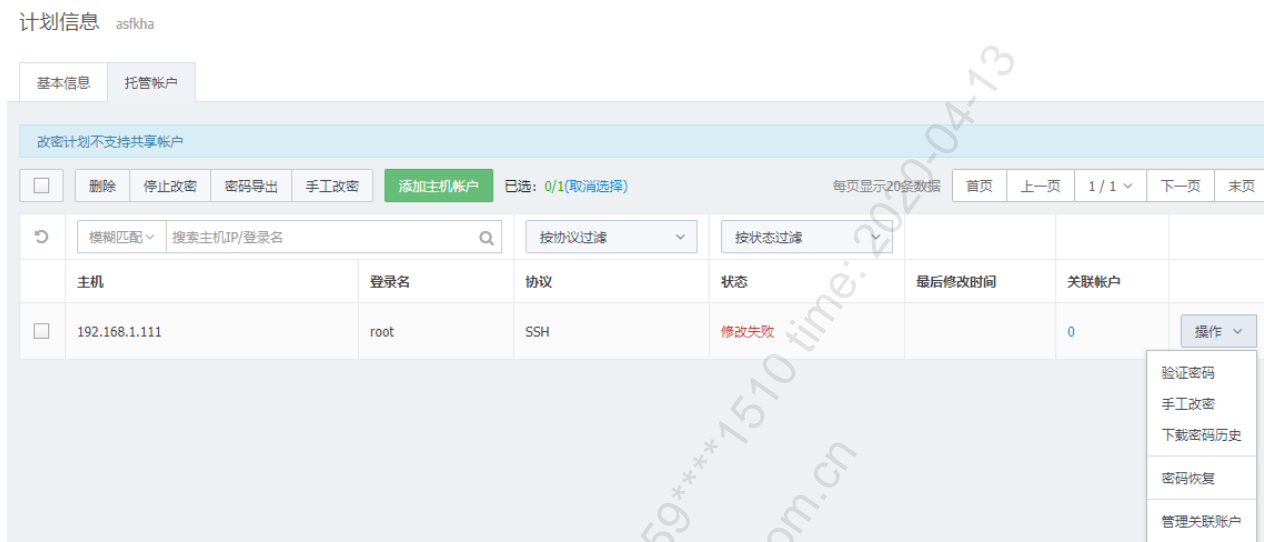 计划信息 asfkha
基本信息 托管帐户
改密计划不支持共享帐户
删除 停止改密 密码导出 手工改密 添加主机帐户 已选：0/1(取消选择) 每页显示20条数据 首页 上一页 1 / 1 下一页 末页
模糊匹配 搜索主机IP/登录名 按协议过滤 按状态过滤
主机 登录名 协议 状态 最后修改时间 关联帐户
192.168.1.111 root SSH 修改失败 0 操作
验证密码
手工改密
下载密码历史
密码恢复
管理关联账户
59****1510 time: 2020-04-13
om.cn